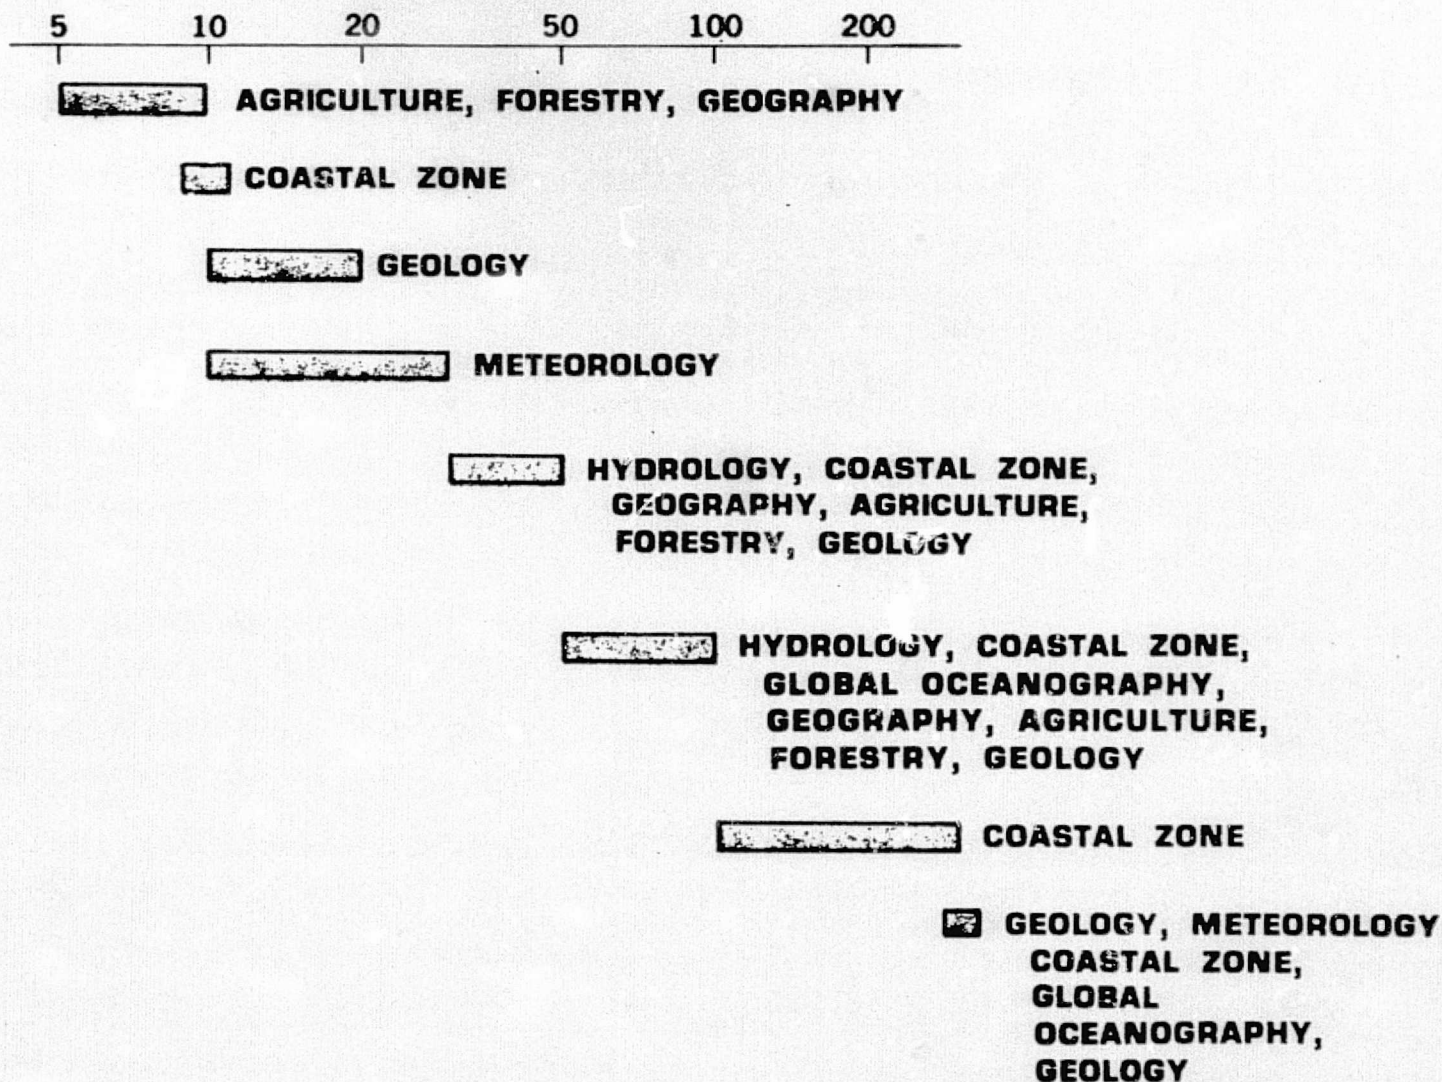 5 10 20 50 100 200
AGRICULTURE, FORESTRY, GEOGRAPHY
COASTAL ZONE
GEOLOGY
METEOROLOGY
HYDROLOGY, COASTAL ZONE,
GEOGRAPHY, AGRICULTURE,
FORESTRY, GEOLOGY
HYDROLOGY, COASTAL ZONE,
GLOBAL OCEANOGRAPHY,
GEOGRAPHY, AGRICULTURE,
FORESTRY, GEOLOGY
COASTAL ZONE
GEOLOGY, METEOROLOGY
COASTAL ZONE,
GLOBAL
OCEANOGRAPHY,
GEOLOGY